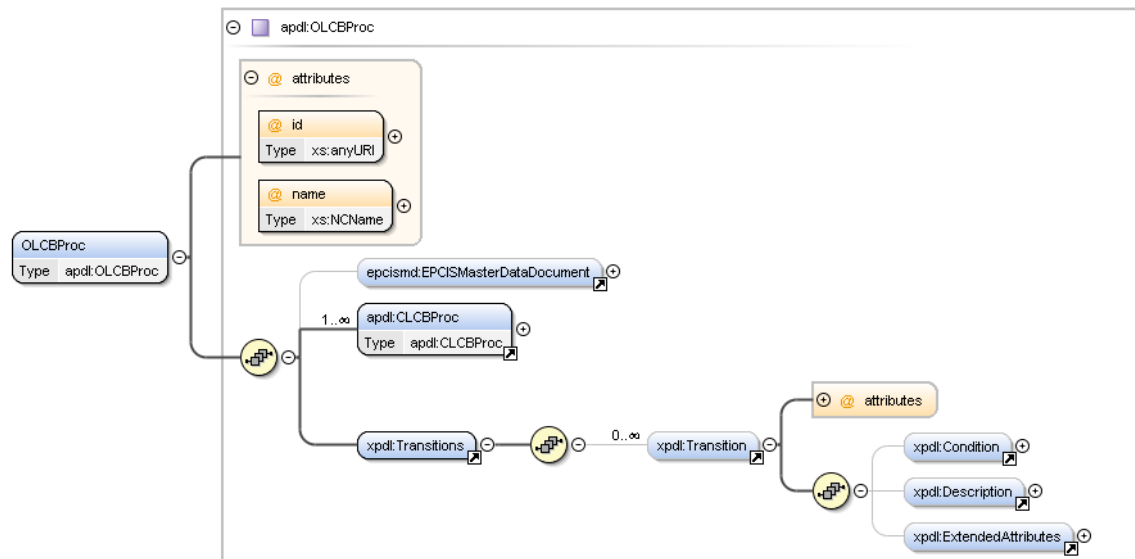 apdl:OLCBProc
@ attributes
@ id
Type xs:anyURI
@ name
Type xs:NCName
OLCBProc
Type apdl:OLCBProc
epcismd:EPCISMasterDataDocument
1..∞
apdl:CLCBProc
Type apdl:CLCBProc
xpdl:Transitions
0..∞
xpdl:Transition
@ attributes
xpdl:Condition
xpdl:Description
xpdl:ExtendedAttributes